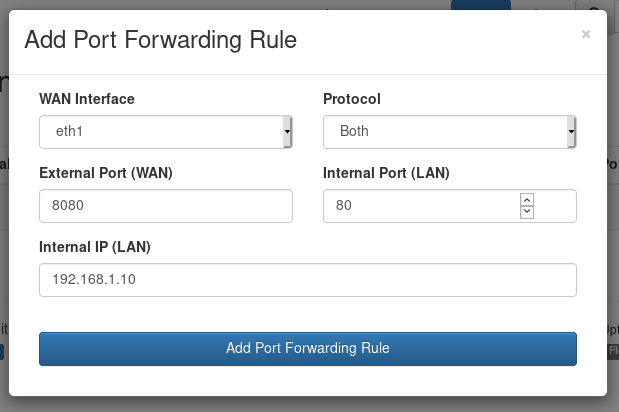 Add Port Forwarding Rule ×
WAN Interface Protocol
eth1 Both
External Port (WAN) Internal Port (LAN)
8080 80
Internal IP (LAN)
192.168.1.10
Add Port Forwarding Rule